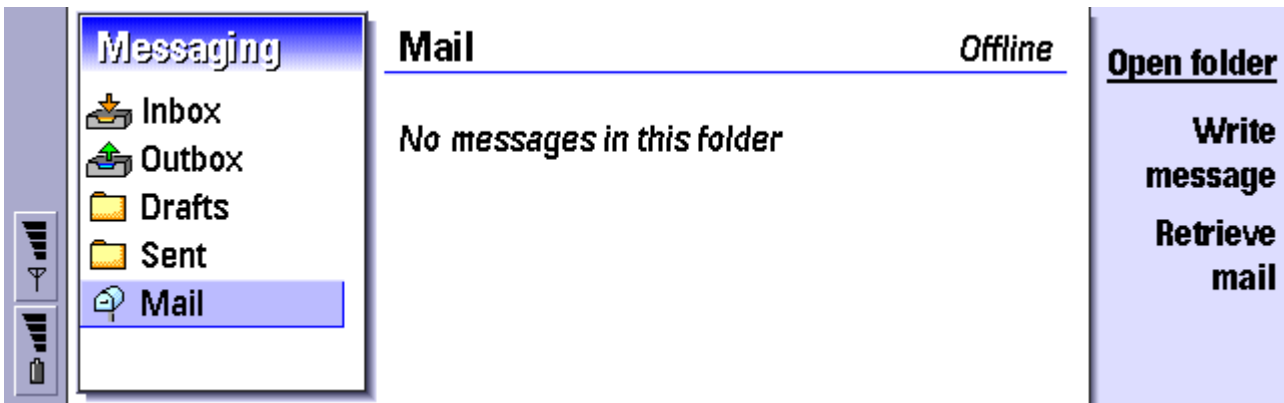 Messaging
Inbox
Outbox
Drafts
Sent
Mail
Mail
Offline
No messages in this folder
Open folder
Write
message
Retrieve
mail